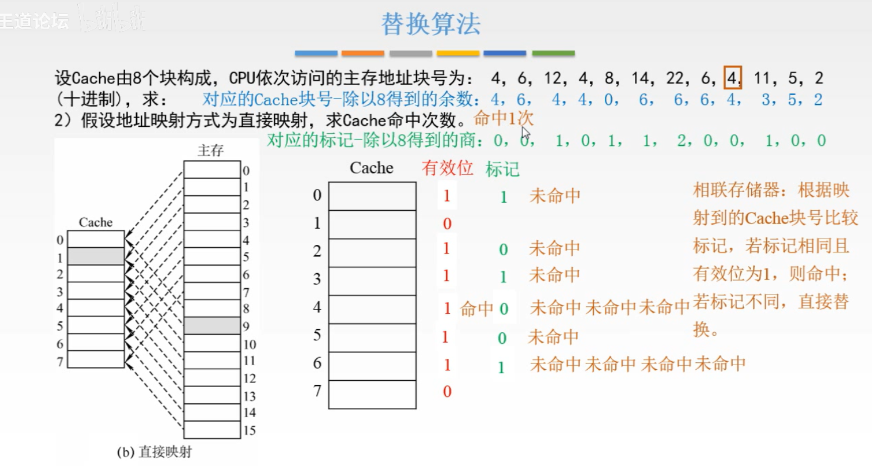 王道论坛
替换算法
设Cache由8个块构成，CPU依次访问的主存地址块号为： 4，6，12，4，8，14，22，6，4，11，5，2
(十进制)，求： 对应的Cache块号-除以8得到的余数：4，6， 4，4，0， 6， 6，6，4， 3，5，2
2）假设地址映射方式为直接映射，求Cache命中次数。命中1次
对应的标记-除以8得到的商：0，0， 1，0，1， 1， 2，0，0， 1，0，0
主存
Cache
0
1
2
3
4
5
6
7
0
1
2
3
4
5
6
7
8
9
10
11
12
13
14
15
(b) 直接映射
Cache 有效位 标记
0 1 1 未命中
1 0
2 1 0 未命中
3 1 1 未命中
4 1 命中 0 未命中 未命中 未命中
5 1 0 未命中
6 1 1 未命中 未命中 未命中 未命中
7 0
相联存储器：根据映
射到的Cache块号比较
标记，若标记相同且
有效位为1，则命中；
若标记不同，直接替
换。